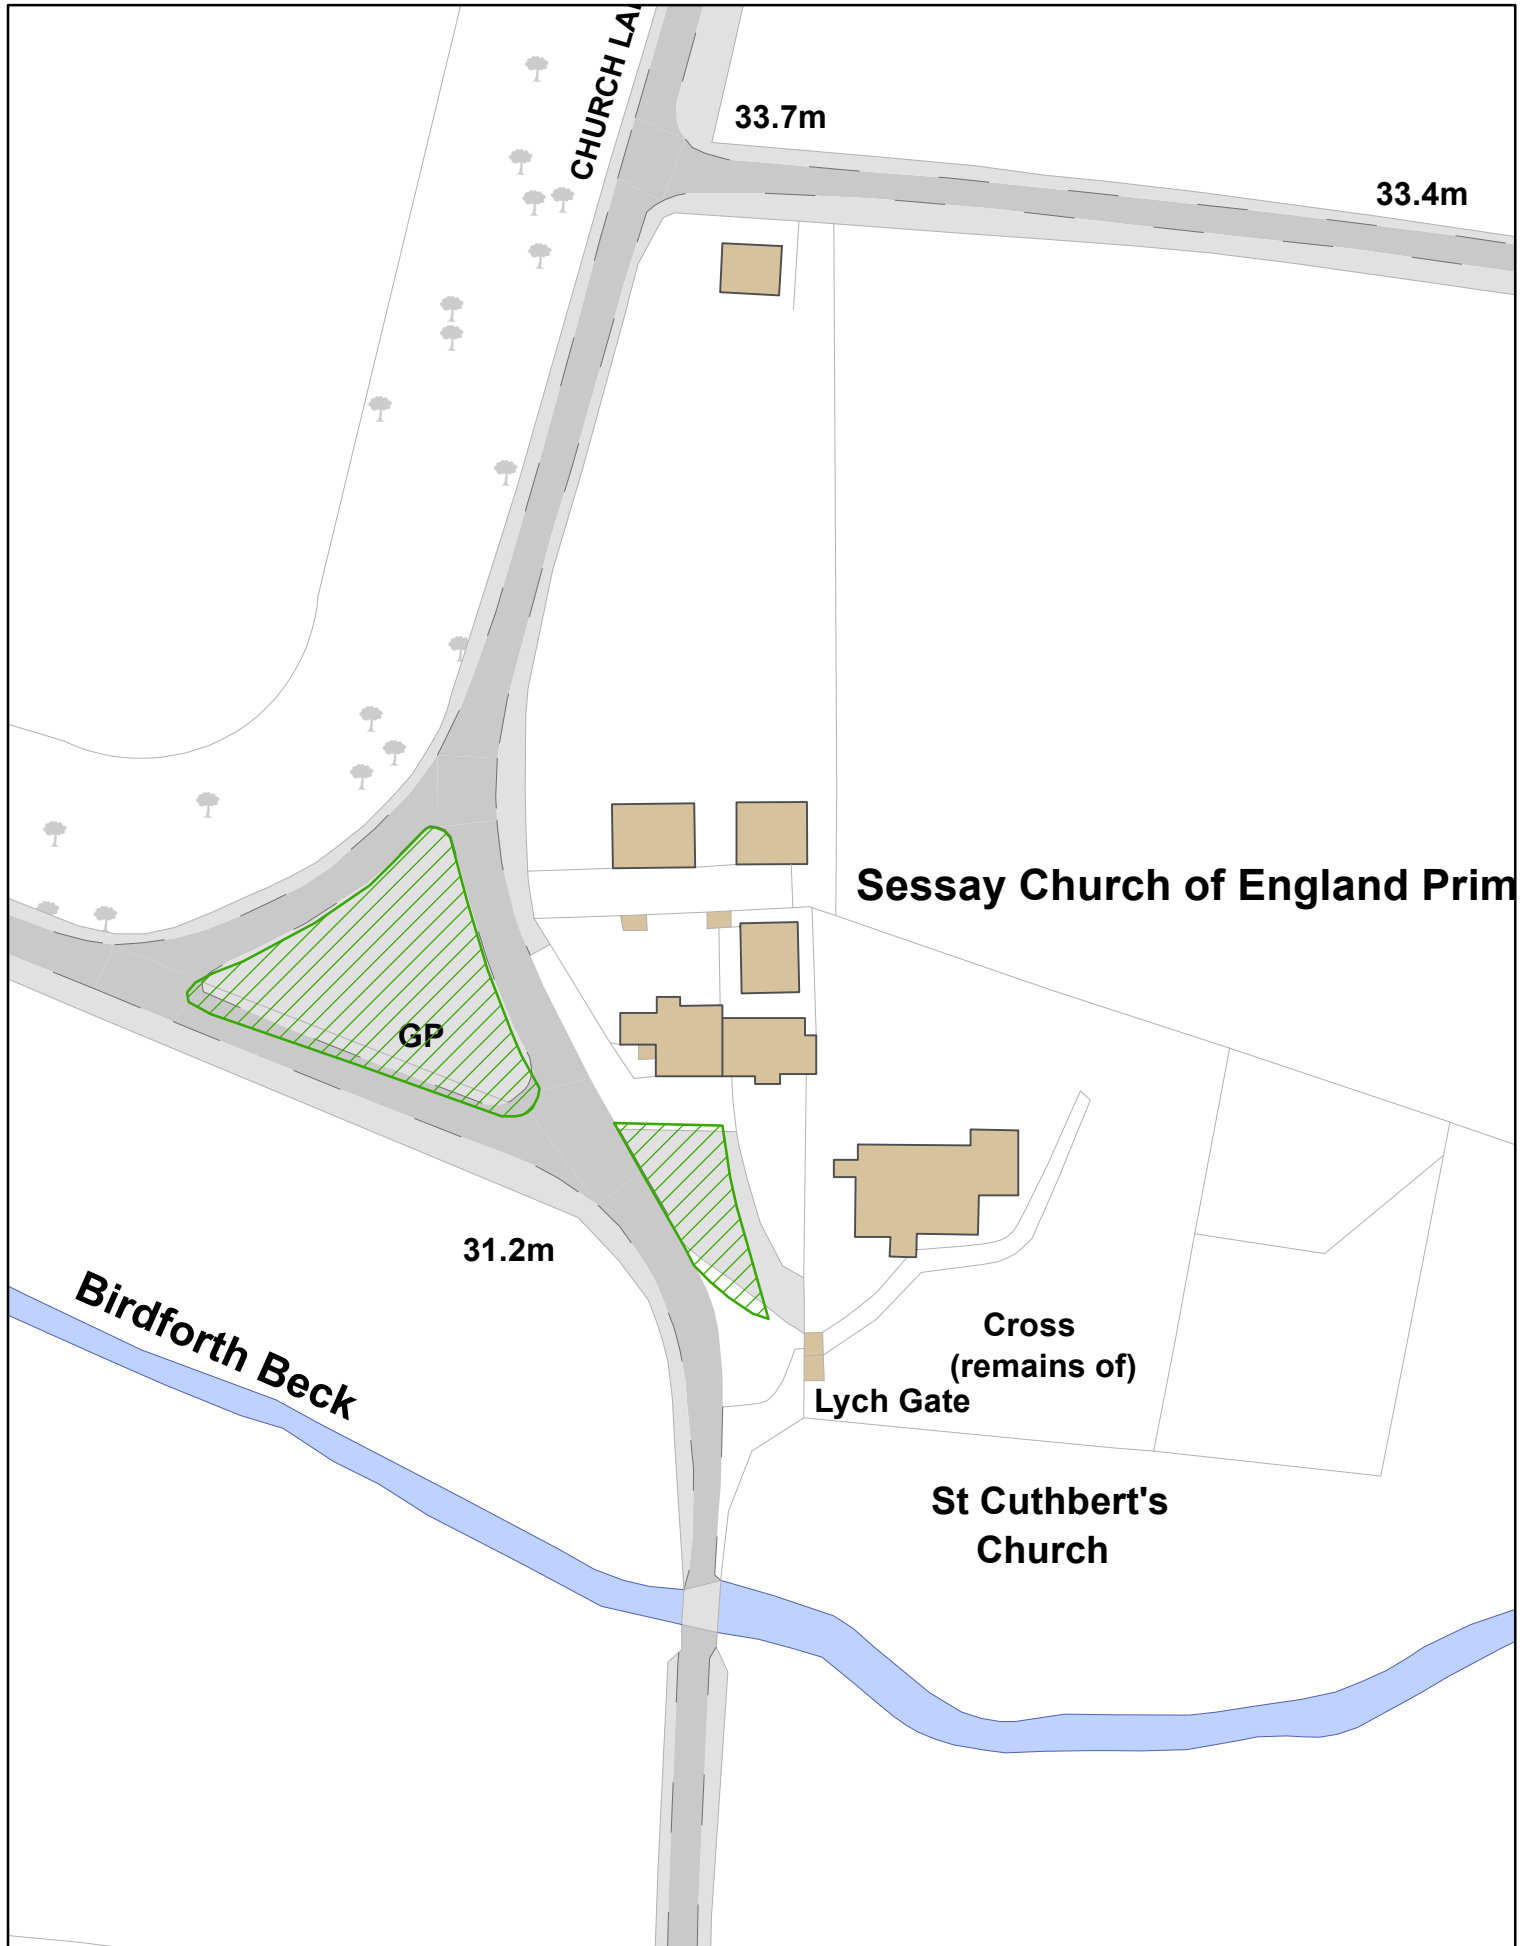 CHURCH LA
33.7m
33.4m
Sessay Church of England Prim
GP
31.2m
Birdforth Beck
Cross
(remains of)
Lych Gate
St Cuthbert's
Church